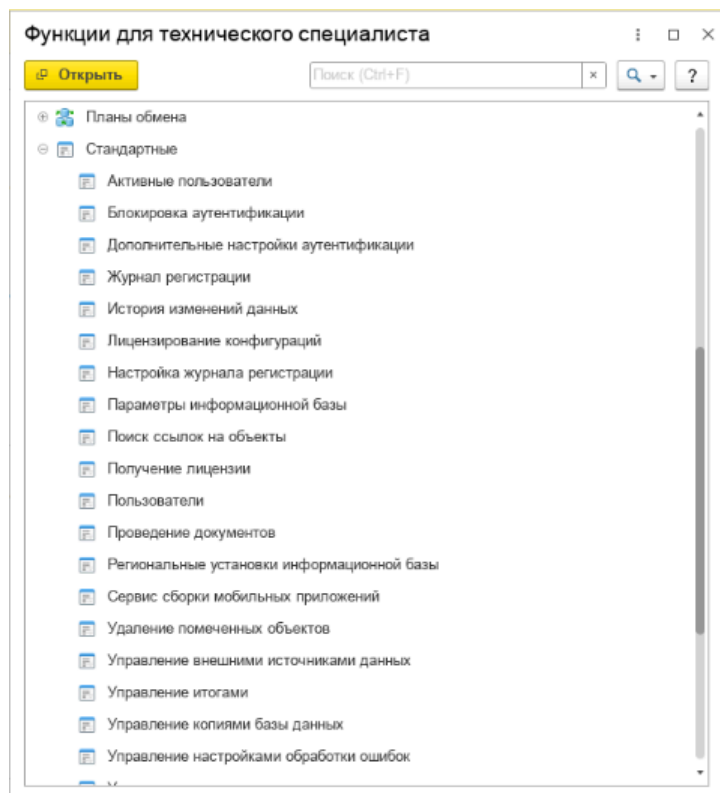 Функции для технического специалиста
Открыть
Поиск (Ctrl+F)
×
?
Планы обмена
Стандартные
Активные пользователи
Блокировка аутентификации
Дополнительные настройки аутентификации
Журнал регистрации
История изменений данных
Лицензирование конфигураций
Настройка журнала регистрации
Параметры информационной базы
Поиск ссылок на объекты
Получение лицензии
Пользователи
Проведение документов
Региональные установки информационной базы
Сервис сборки мобильных приложений
Удаление помеченных объектов
Управление внешними источниками данных
Управление итогами
Управление копиями базы данных
Управление настройками обработки ошибок